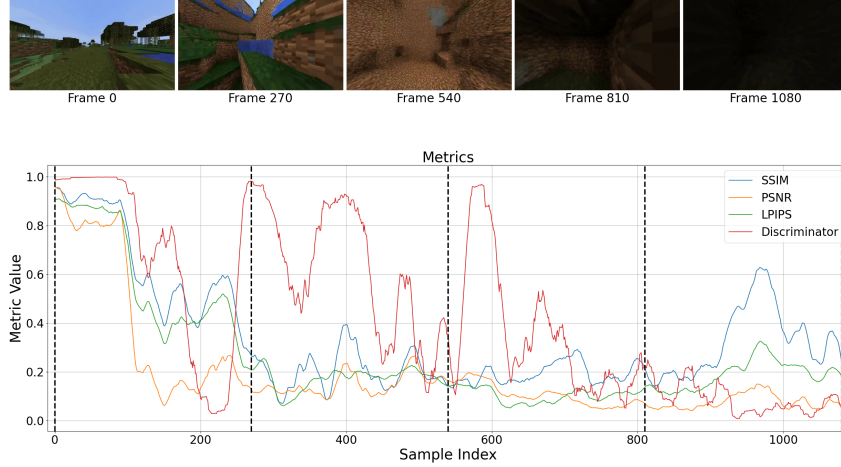 Frame 0
Frame 270
Frame 540
Frame 810
Frame 1080
Metrics
1.0
0.8
0.6
0.4
0.2
0.0
Metric Value
SSIM
PSNR
LPIPS
Discriminator
0
200
400
600
800
1000
Sample Index